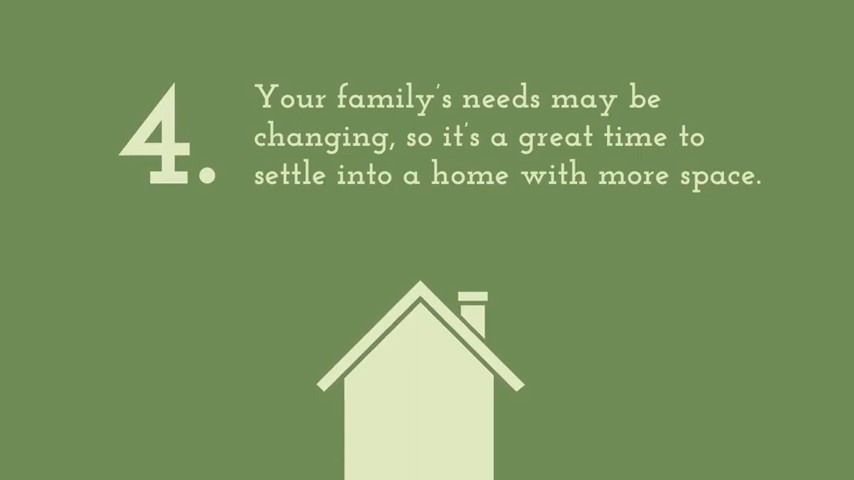 4.
Your family's needs may be
changing, so it's a great time to
settle into a home with more space.